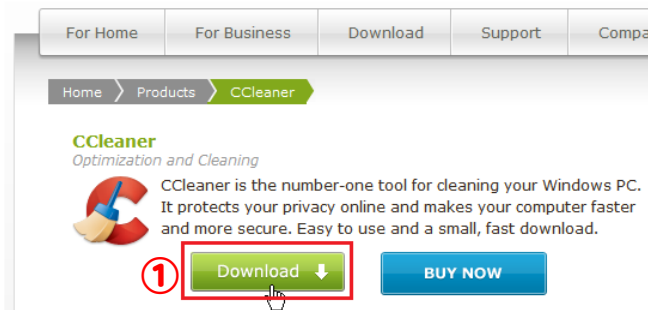 For Home For Business Download Support Compa
Home Products CCleaner
CCleaner
Optimization and Cleaning
CCleaner is the number-one tool for cleaning your Windows PC.
It protects your privacy online and makes your computer faster
and more secure. Easy to use and a small, fast download.
① Download BUY NOW